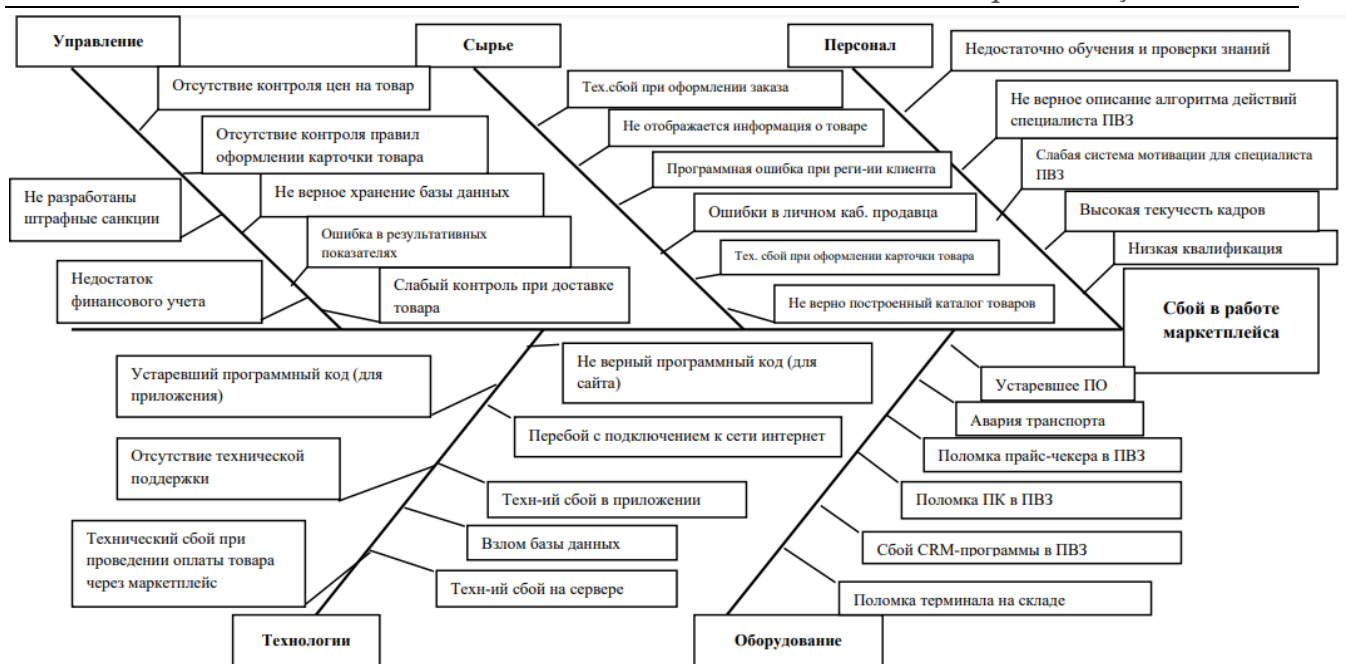 Управление
Сырье
Персонал
Недостаточно обучения и проверки знаний
Отсутствие контроля цен на товар
Тех.сбой при оформлении заказа
Не верное описание алгоритма действий
специалиста ПВЗ
Отсутствие контроля правил
оформлении карточки товара
Не отображается информация о товаре
Слабая система мотивации для специалиста
ПВЗ
Не разработаны
штрафные санкции
Не верное хранение базы данных
Программная ошибка при реги-ии клиента
Высокая текучесть кадров
Ошибка в результативных
показателях
Ошибки в личном каб. продавца
Низкая квалификация
Недостаток
финансового учета
Слабый контроль при доставке
товара
Тех. сбой при оформлении карточки товара
Не верно построенный каталог товаров
Сбой в работе
маркетплейса
Устаревший программный код (для
приложения)
Не верный программный код (для
сайта)
Устаревшее ПО
Авария транспорта
Перебой с подключением к сети интернет
Отсутствие технической
поддержки
Поломка прайс-чекера в ПВЗ
Техн-ий сбой в приложении
Поломка ПК в ПВЗ
Технический сбой при
проведении оплаты товара
через маркетплейс
Взлом базы данных
Сбой CRM-программы в ПВЗ
Техн-ий сбой на сервере
Поломка терминала на складе
Технологии
Оборудование